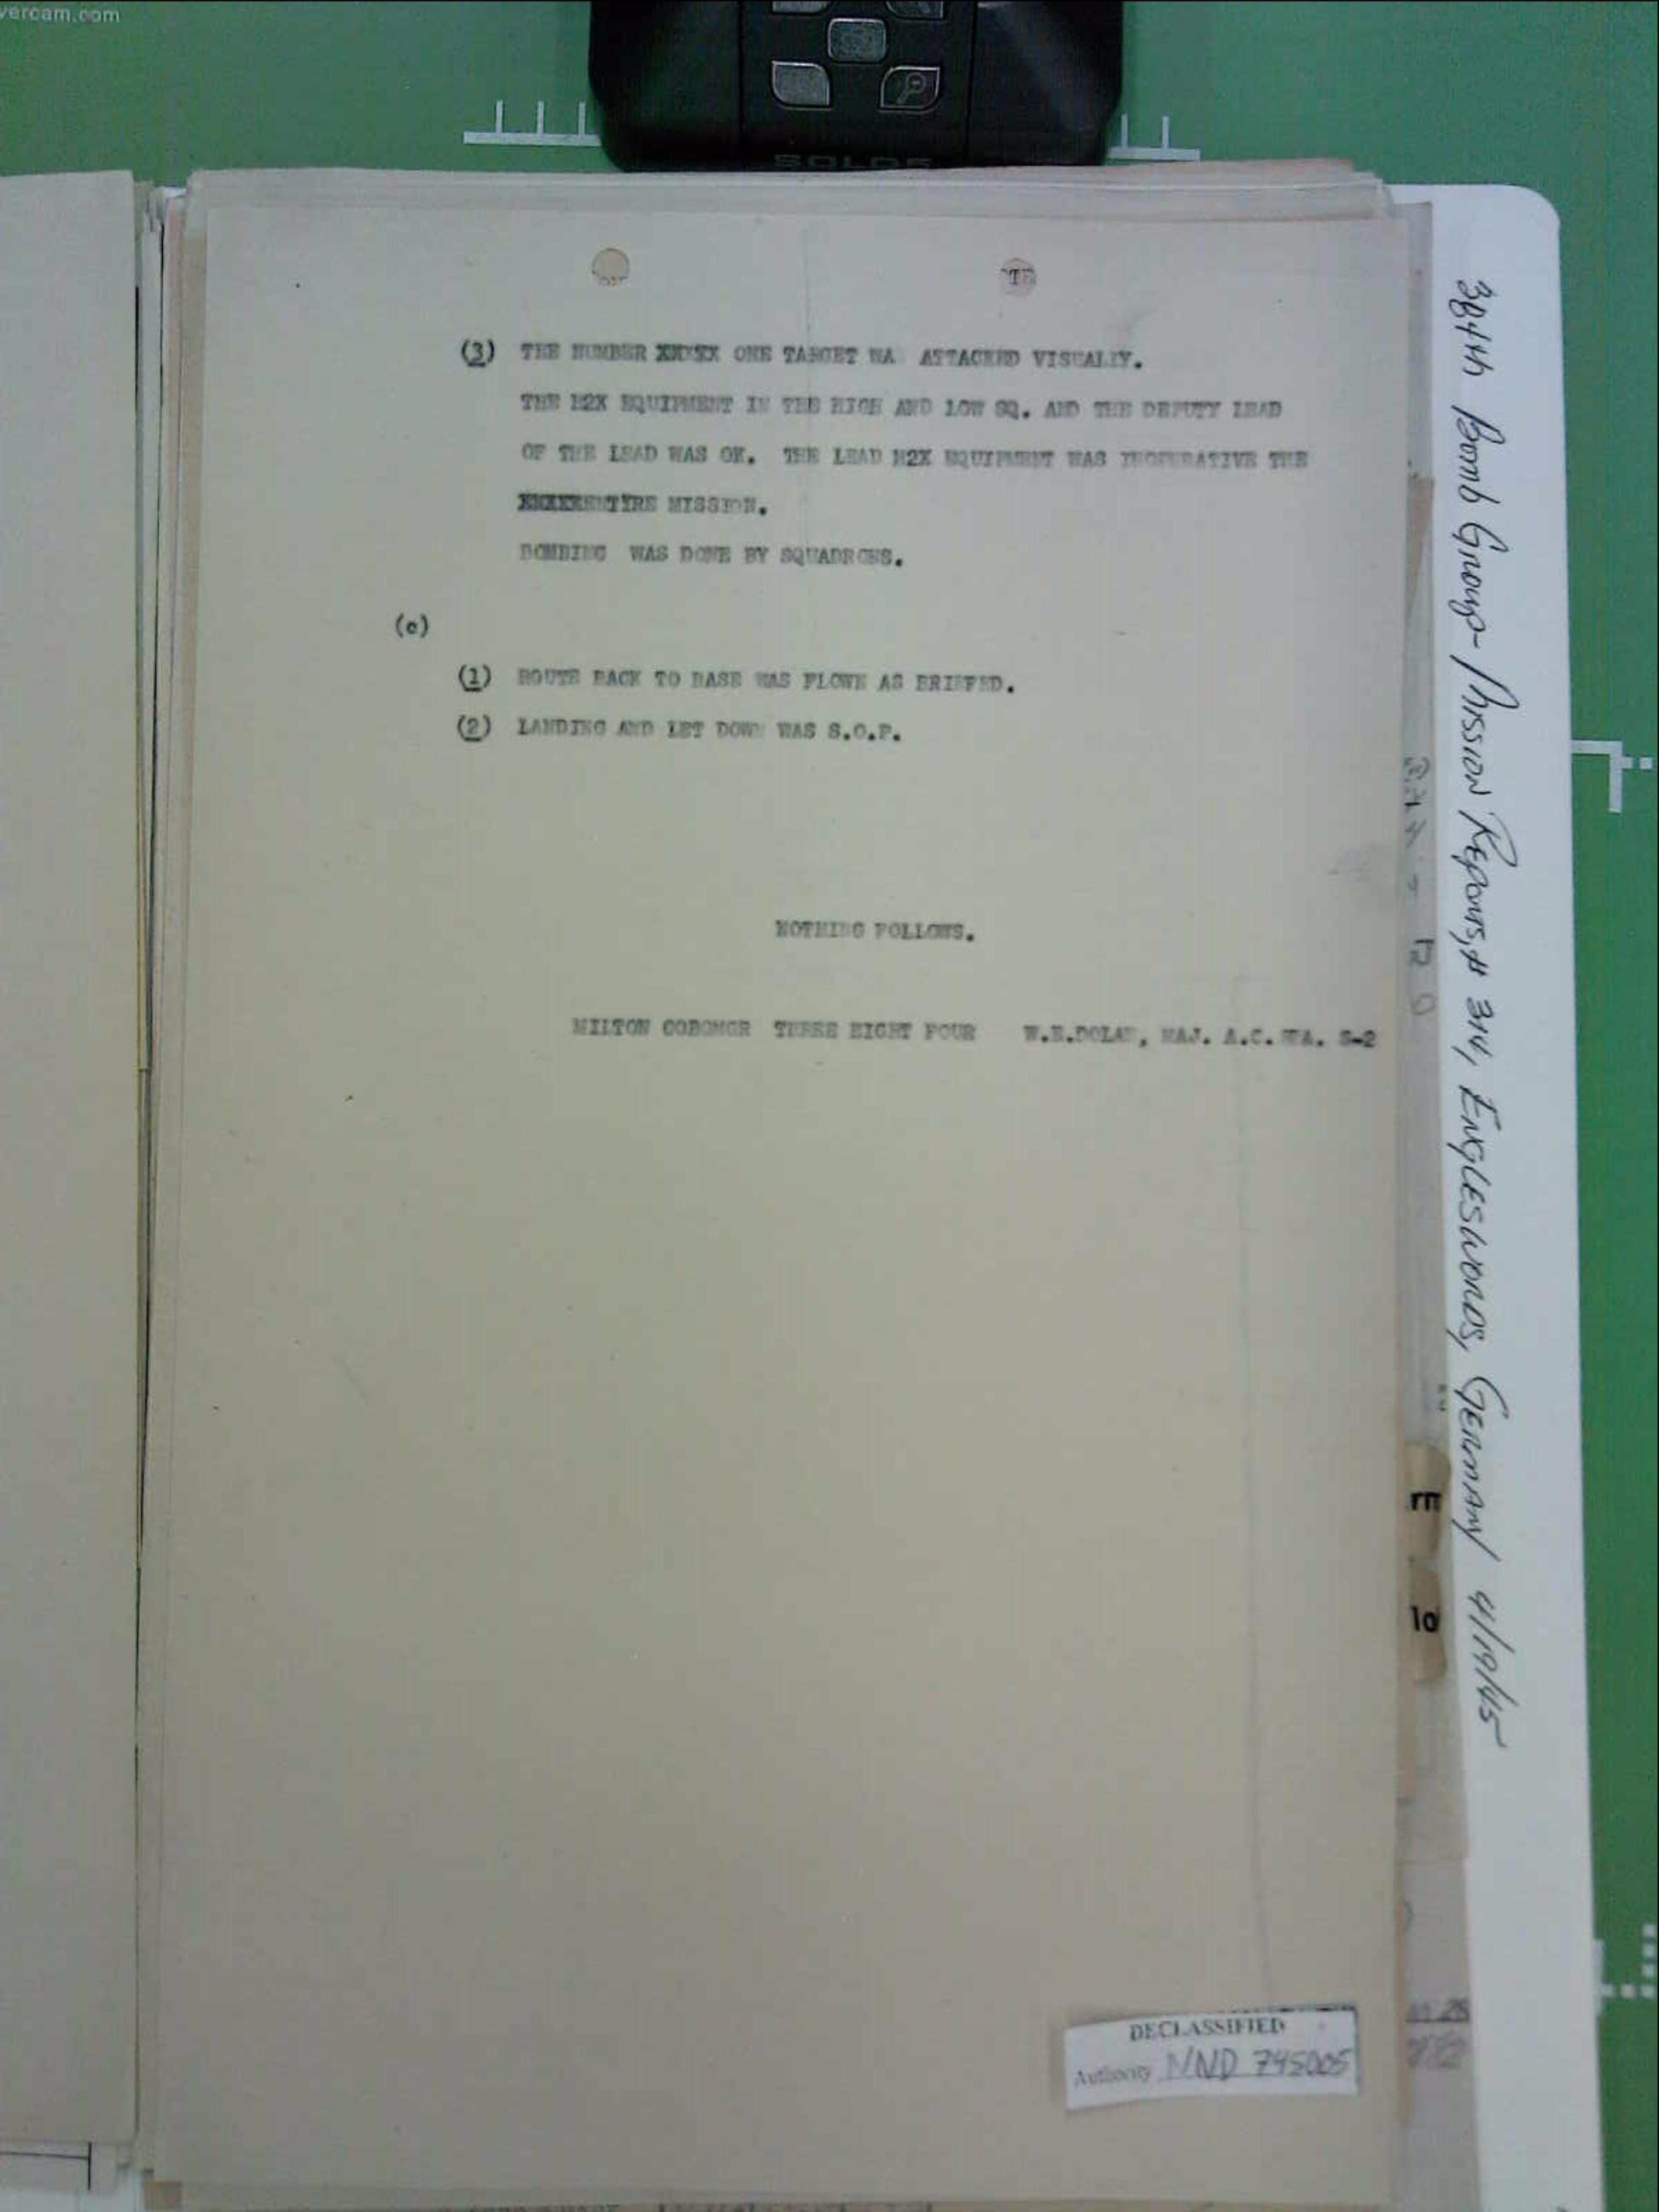 vercam.com
SOLOS
(3) THE NUMBER XXXXX ONE TARGET WA ATTACKED VISUALLY.
THE H2X EQUIPMENT IN THE HIGH AND LOW SQ. AND THE DEPUTY LEAD
OF THE LEAD WAS OK. THE LEAD H2X EQUIPMENT WAS INOPERATIVE THE
XXXXXENTIRE MISSION.
BOMBING WAS DONE BY SQUADRONS.
(c)
(1) ROUTE BACK TO BASE WAS FLOWN AS BRIEFED.
(2) LANDING AND LET DOWN WAS S.O.P.
NOTHING FOLLOWS.
MILTON COBOMGR THREE EIGHT FOUR W.E.DOLAN, MAJ. A.C. STA. S-2
DECLASSIFIED
Authority NND 745005
384th Bomb Group- Mission Reports, # 314, Engleswords, Germany 4/19/45